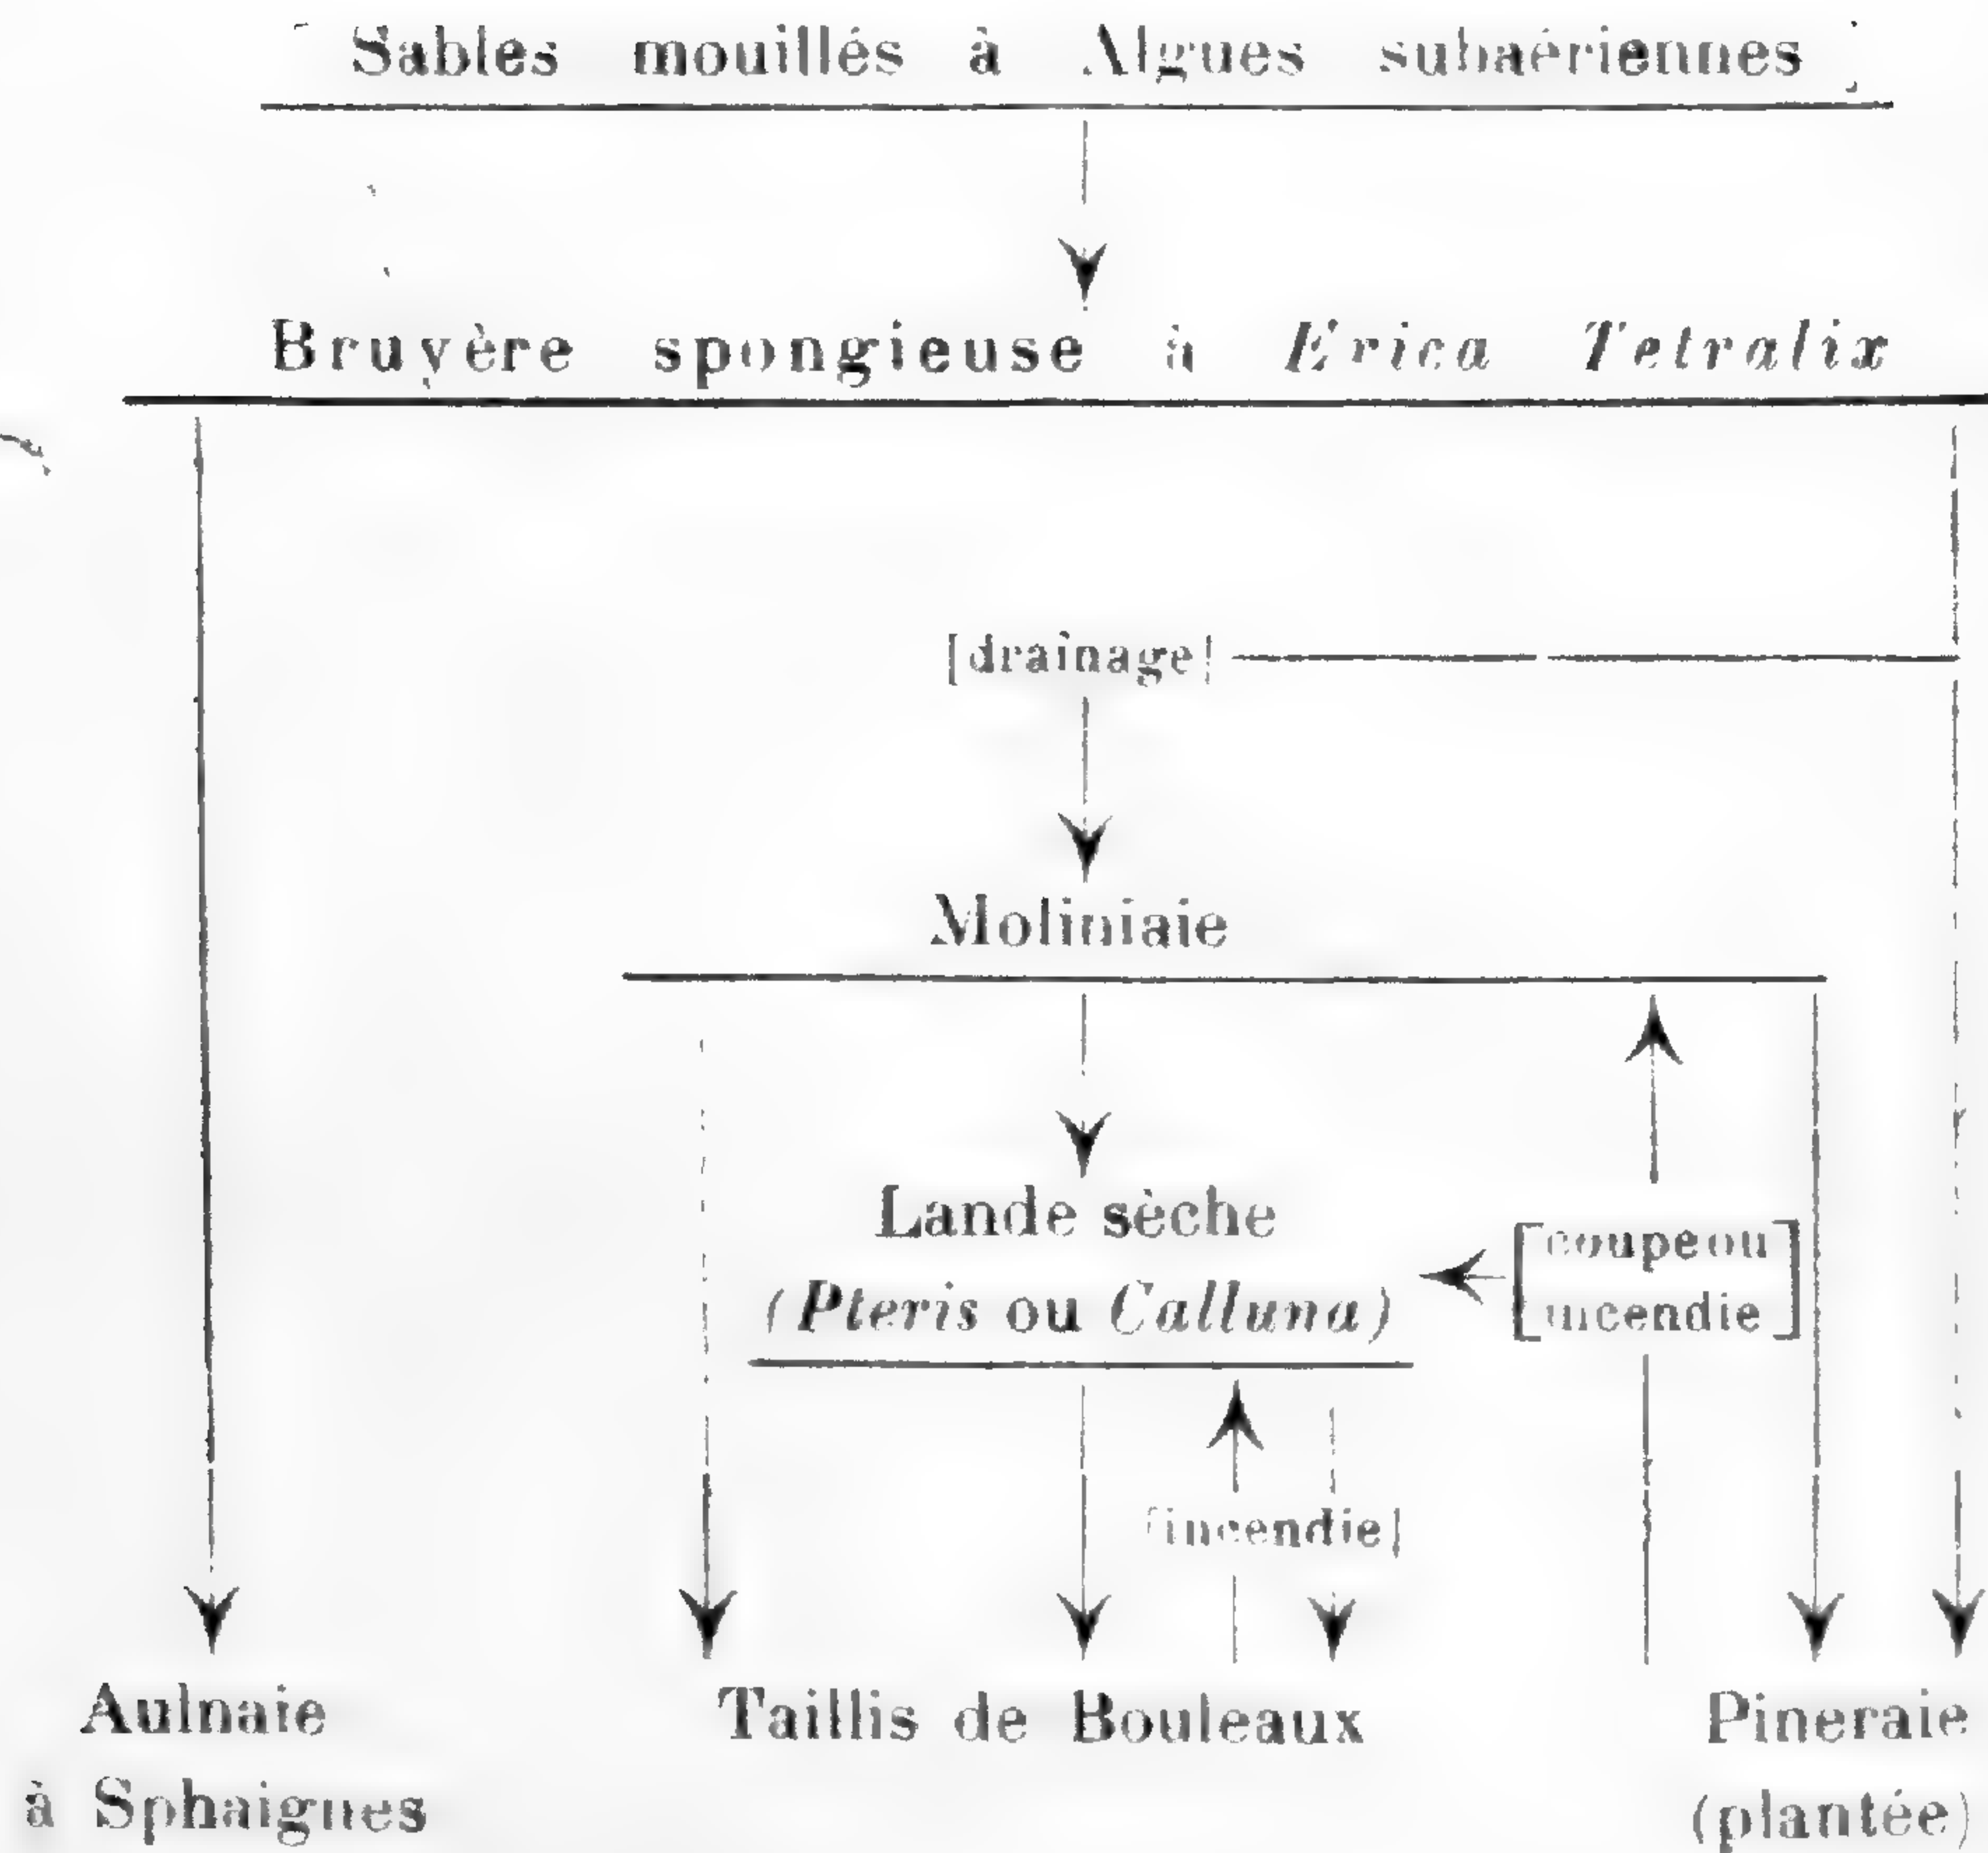 Sables mouillés à Algues subaériennes
Bruyère spongieuse à Erica Tetralix
[drainage]
Moliniaie
Lande sèche
(Pteris ou Calluna)
[coupe ou
incendie]
[incendie]
Aulnaie
à Sphaignes
Taillis de Bouleaux
Pineraie
(plantée)